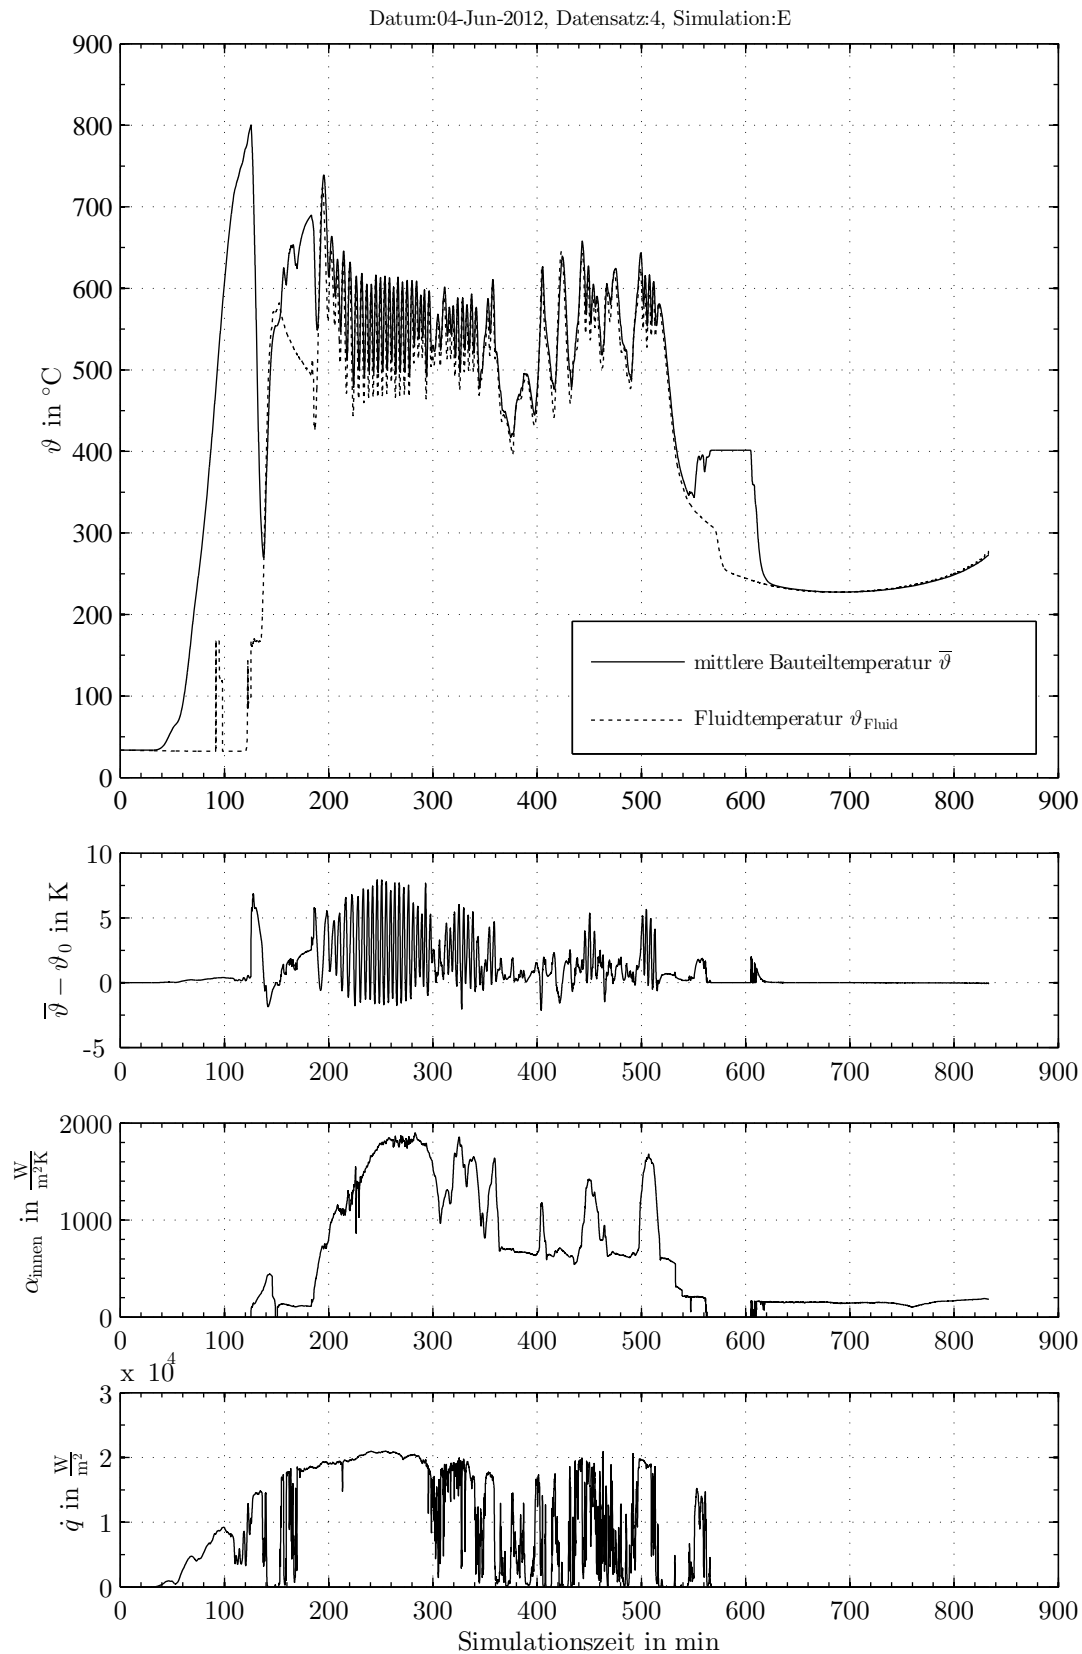 Datum:04-Jun-2012, Datensatz:4, Simulation:E
900
800
700
600
500
400
300
200
100
0
ϑ in °C
mittlere Bauteiltemperatur ϑ̅
Fluidtemperatur ϑ_Fluid
0 100 200 300 400 500 600 700 800 900
10
5
0
-5
ϑ̅ − ϑ₀ in K
0 100 200 300 400 500 600 700 800 900
2000
1000
0
α_innen in W/m²K
0 100 200 300 400 500 600 700 800 900
x 10⁴
3
2
1
0
q̇ in W/m²
0 100 200 300 400 500 600 700 800 900
Simulationszeit in min